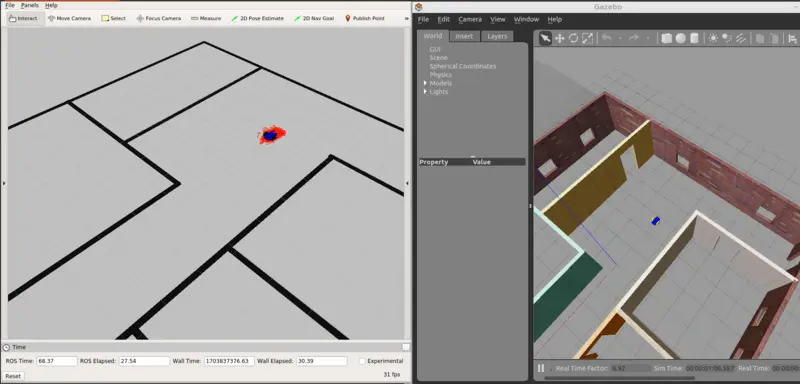 File Panels Help
Interact Move Camera Select Focus Camera Measure 2D Pose Estimate 2D Nav Goal Publish Point »
Time
ROS Time: 68.37 ROS Elapsed: 27.54 Wall Time: 1703837376.63 Wall Elapsed: 30.39 Experimental
Reset 31 fps
Gazebo
File Edit Camera View Window Help
World Insert Layers
GUI
Scene
Spherical Coordinates
Physics
Models
Lights
Property Value
Real Time Factor: 0.92 Sim Time: Real Time: